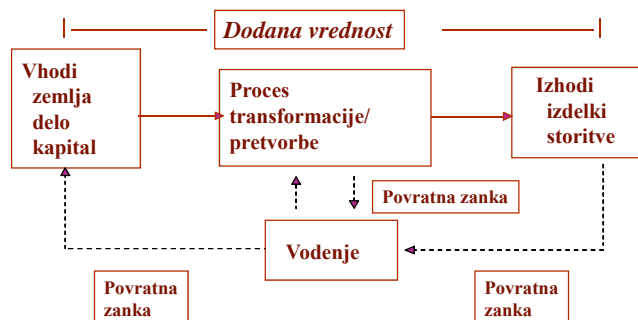 Dodana vrednost
Vhodi
zemlja
delo
kapital
Proces
transformacije/
pretvorbe
Izhodi
izdelki
storitve
Povratna zanka
Vodenje
Povratna
zanka
Povratna
zanka